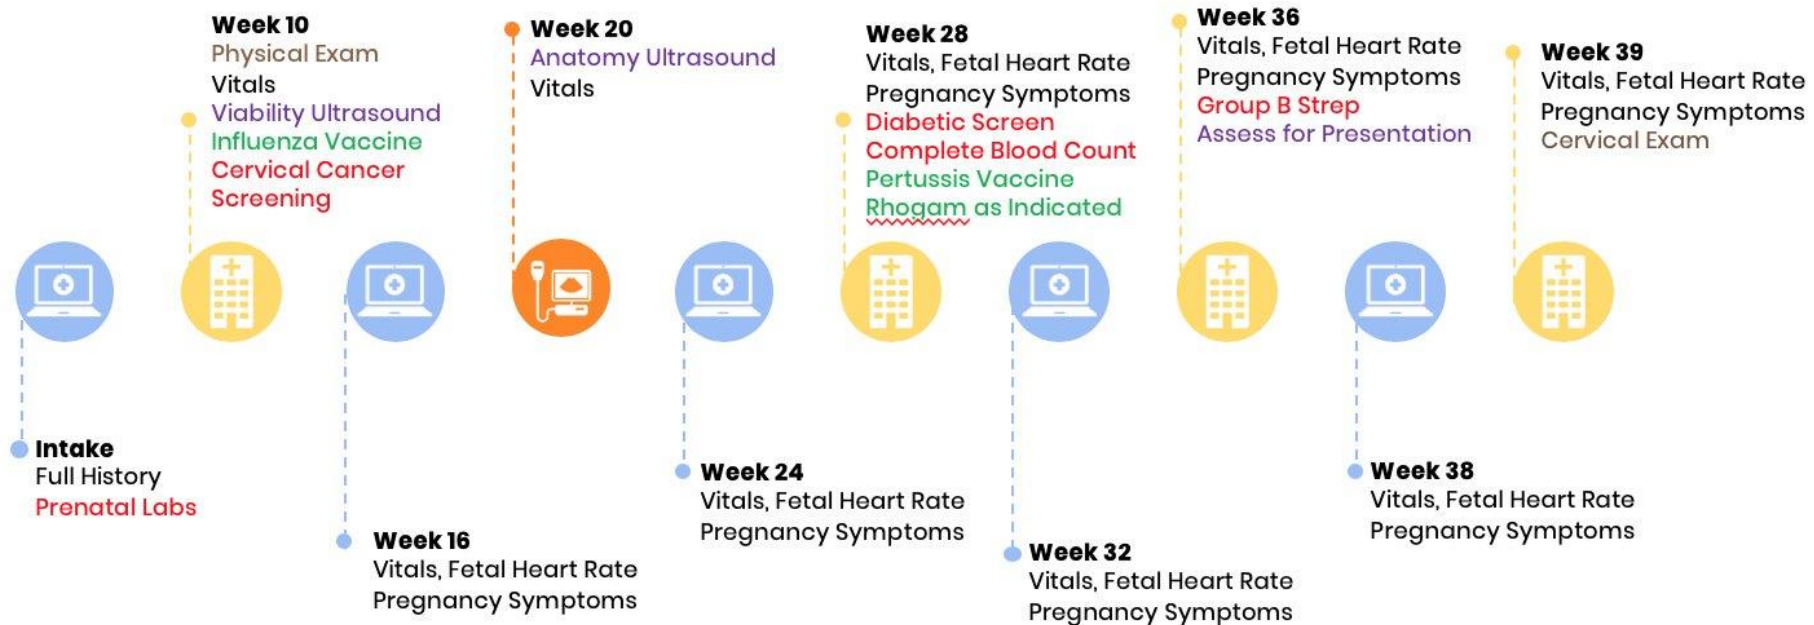 Week 10
Physical Exam
Vitals
Viability Ultrasound
Influenza Vaccine
Cervical Cancer
Screening
Week 20
Anatomy Ultrasound
Vitals
Week 28
Vitals, Fetal Heart Rate
Pregnancy Symptoms
Diabetic Screen
Complete Blood Count
Pertussis Vaccine
Rhogam as Indicated
Week 36
Vitals, Fetal Heart Rate
Pregnancy Symptoms
Group B Strep
Assess for Presentation
Week 39
Vitals, Fetal Heart Rate
Pregnancy Symptoms
Cervical Exam
Intake
Full History
Prenatal Labs
Week 16
Vitals, Fetal Heart Rate
Pregnancy Symptoms
Week 24
Vitals, Fetal Heart Rate
Pregnancy Symptoms
Week 32
Vitals, Fetal Heart Rate
Pregnancy Symptoms
Week 38
Vitals, Fetal Heart Rate
Pregnancy Symptoms